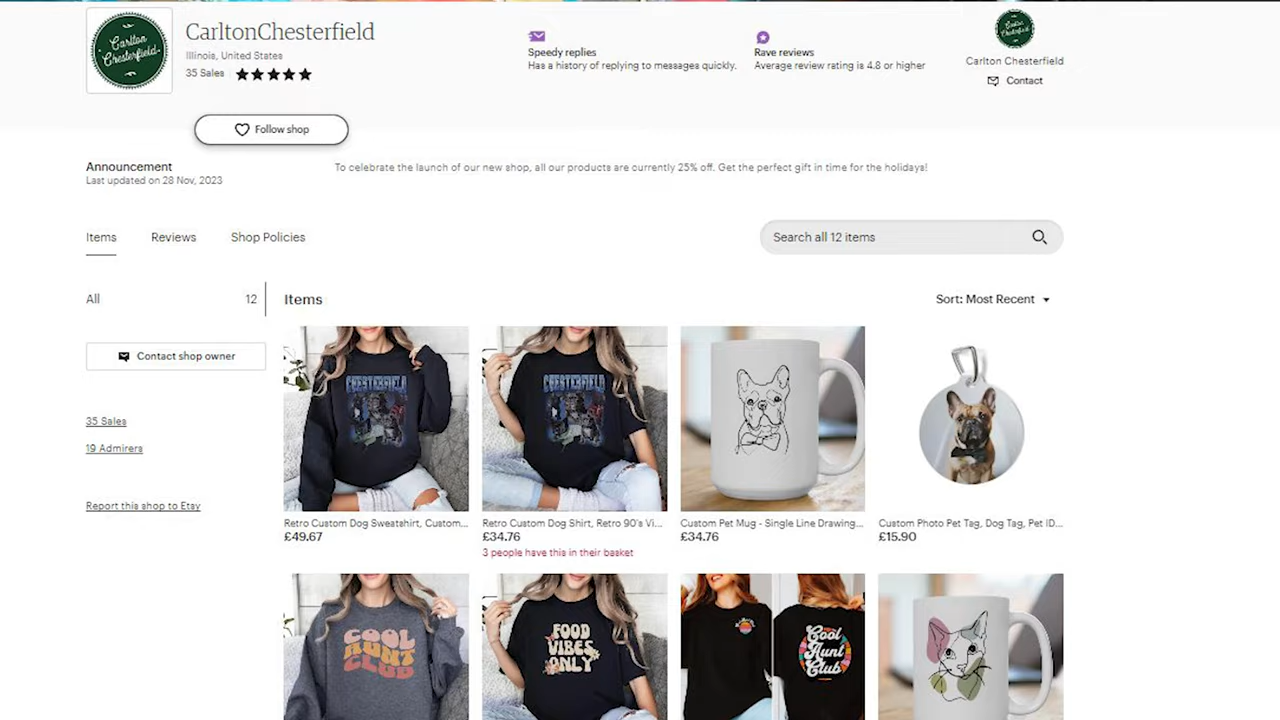 Carlton
Chesterfield
CarltonChesterfield
Illinois, United States
35 Sales
Speedy replies
Has a history of replying to messages quickly.
Rave reviews
Average review rating is 4.8 or higher
Carlton Chesterfield
Contact
Follow shop
Announcement
Last updated on 28 Nov, 2023
To celebrate the launch of our new shop, all our products are currently 25% off. Get the perfect gift in time for the holidays!
Items
Reviews
Shop Policies
Search all 12 items
All
12
Items
Sort: Most Recent
Contact shop owner
35 Sales
19 Admirers
Report this shop to Etsy
CHESTERFIELD
CHESTERFIELD
Retro Custom Dog Sweatshirt, Custom...
£49.67
Retro Custom Dog Shirt, Retro 90's Vi...
£34.76
3 people have this in their basket
Custom Pet Mug - Single Line Drawing...
£34.76
Custom Photo Pet Tag, Dog Tag, Pet ID...
£15.90
COOL
AUNT
CLUB
FOOD
VIBES
ONLY
Cool
Aunt
Club